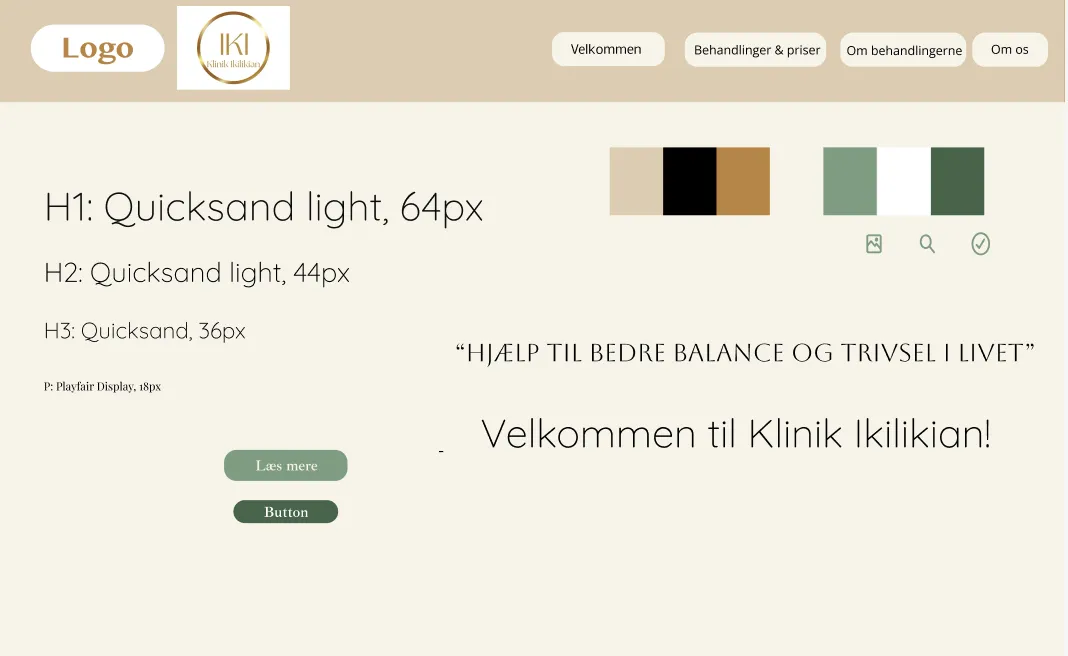 Logo
IKI
Klinik Ikilikian
Velkommen
Behandlinger & priser
Om behandlingerne
Om os
H1: Quicksand light, 64px
H2: Quicksand light, 44px
H3: Quicksand, 36px
P: Playfair Display, 18px
“HJÆLP TIL BEDRE BALANCE OG TRIVSEL I LIVET”
Velkommen til Klinik Ikilikian!
-
Læs mere
Button